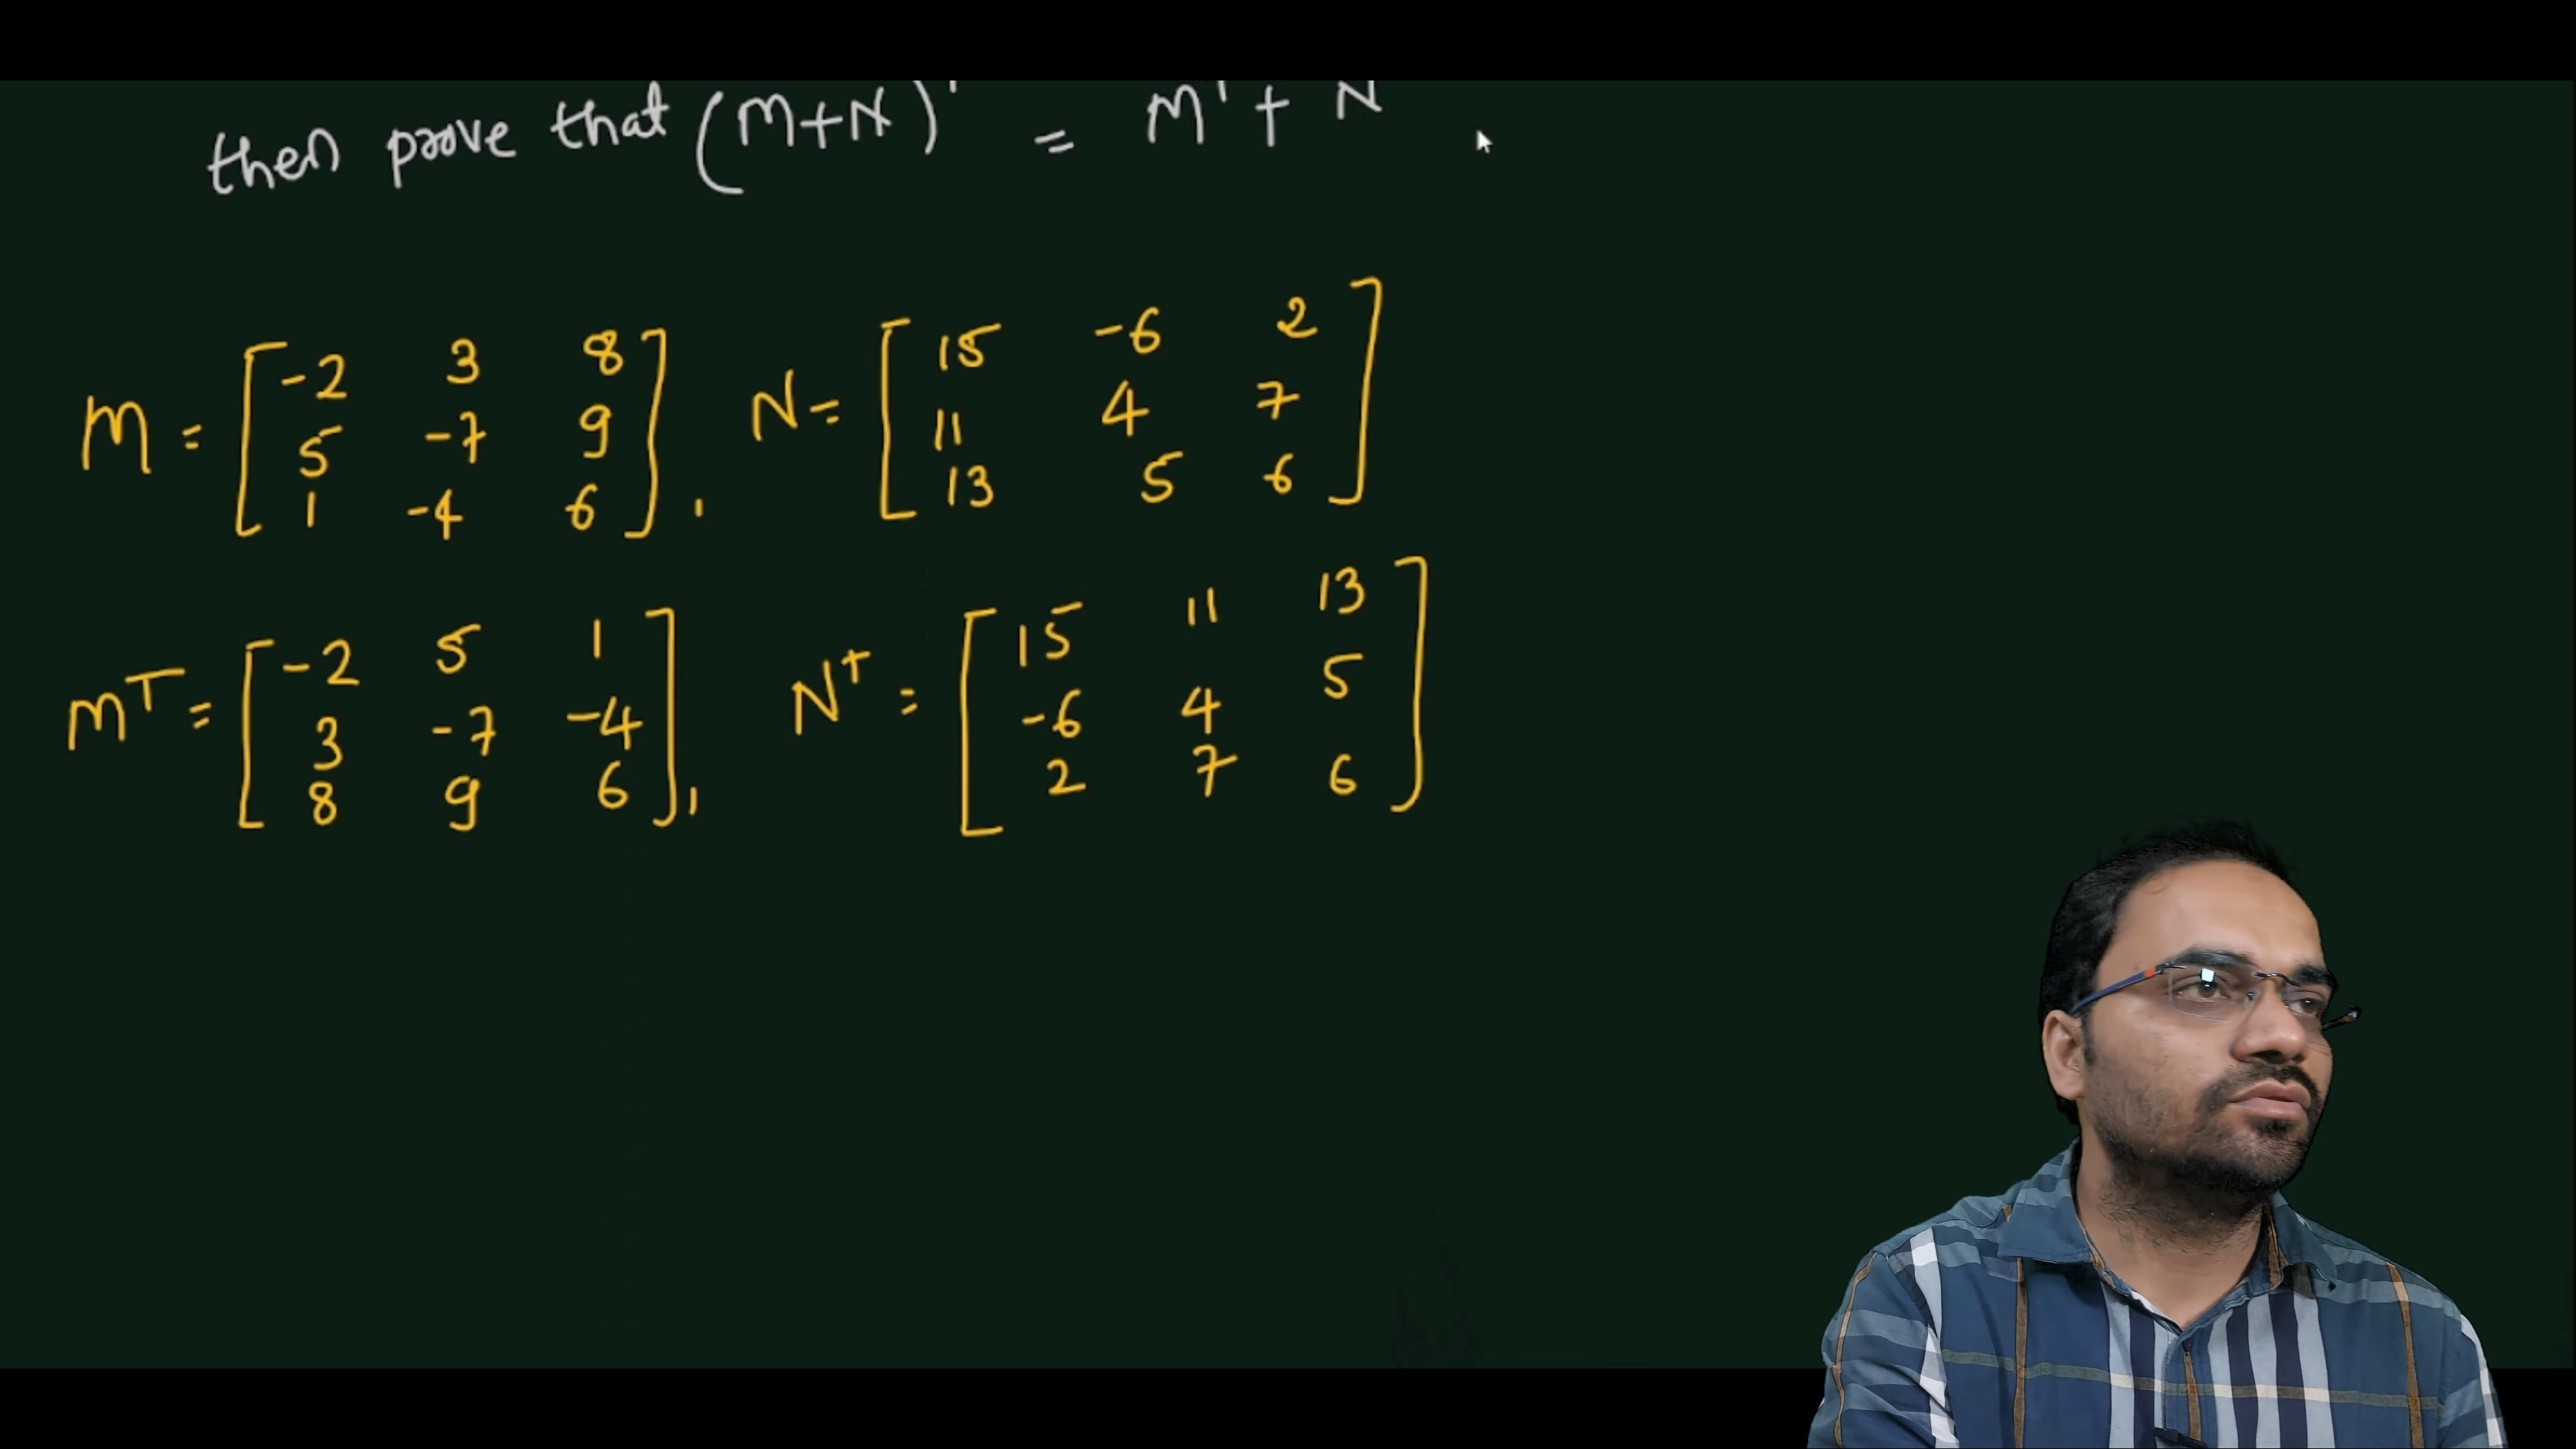 then prove that (M+N)' = M' + N
M = [ -2 3 8
5 -7 9
1 -4 6 ] , N = [ 15 -6 2
11 4 7
13 5 6 ]
M^T = [ -2 5 1
3 -7 -4
8 9 6 ] , N^T = [ 15 11 13
-6 4 5
2 7 6 ]